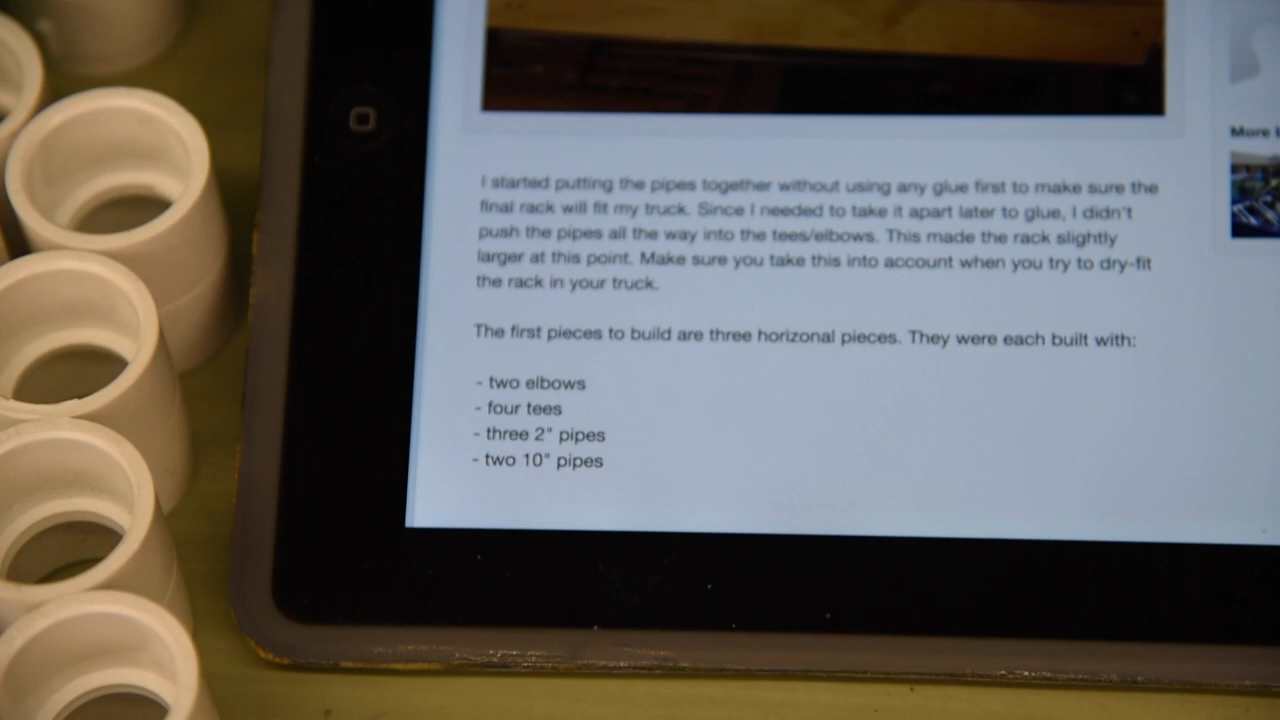 More
I started putting the pipes together without using any glue first to make sure the
final rack will fit my truck. Since I needed to take it apart later to glue, I didn't
push the pipes all the way into the tees/elbows. This made the rack slightly
larger at this point. Make sure you take this into account when you try to dry-fit
the rack in your truck.
The first pieces to build are three horizonal pieces. They were each built with:
- two elbows
- four tees
- three 2" pipes
- two 10" pipes